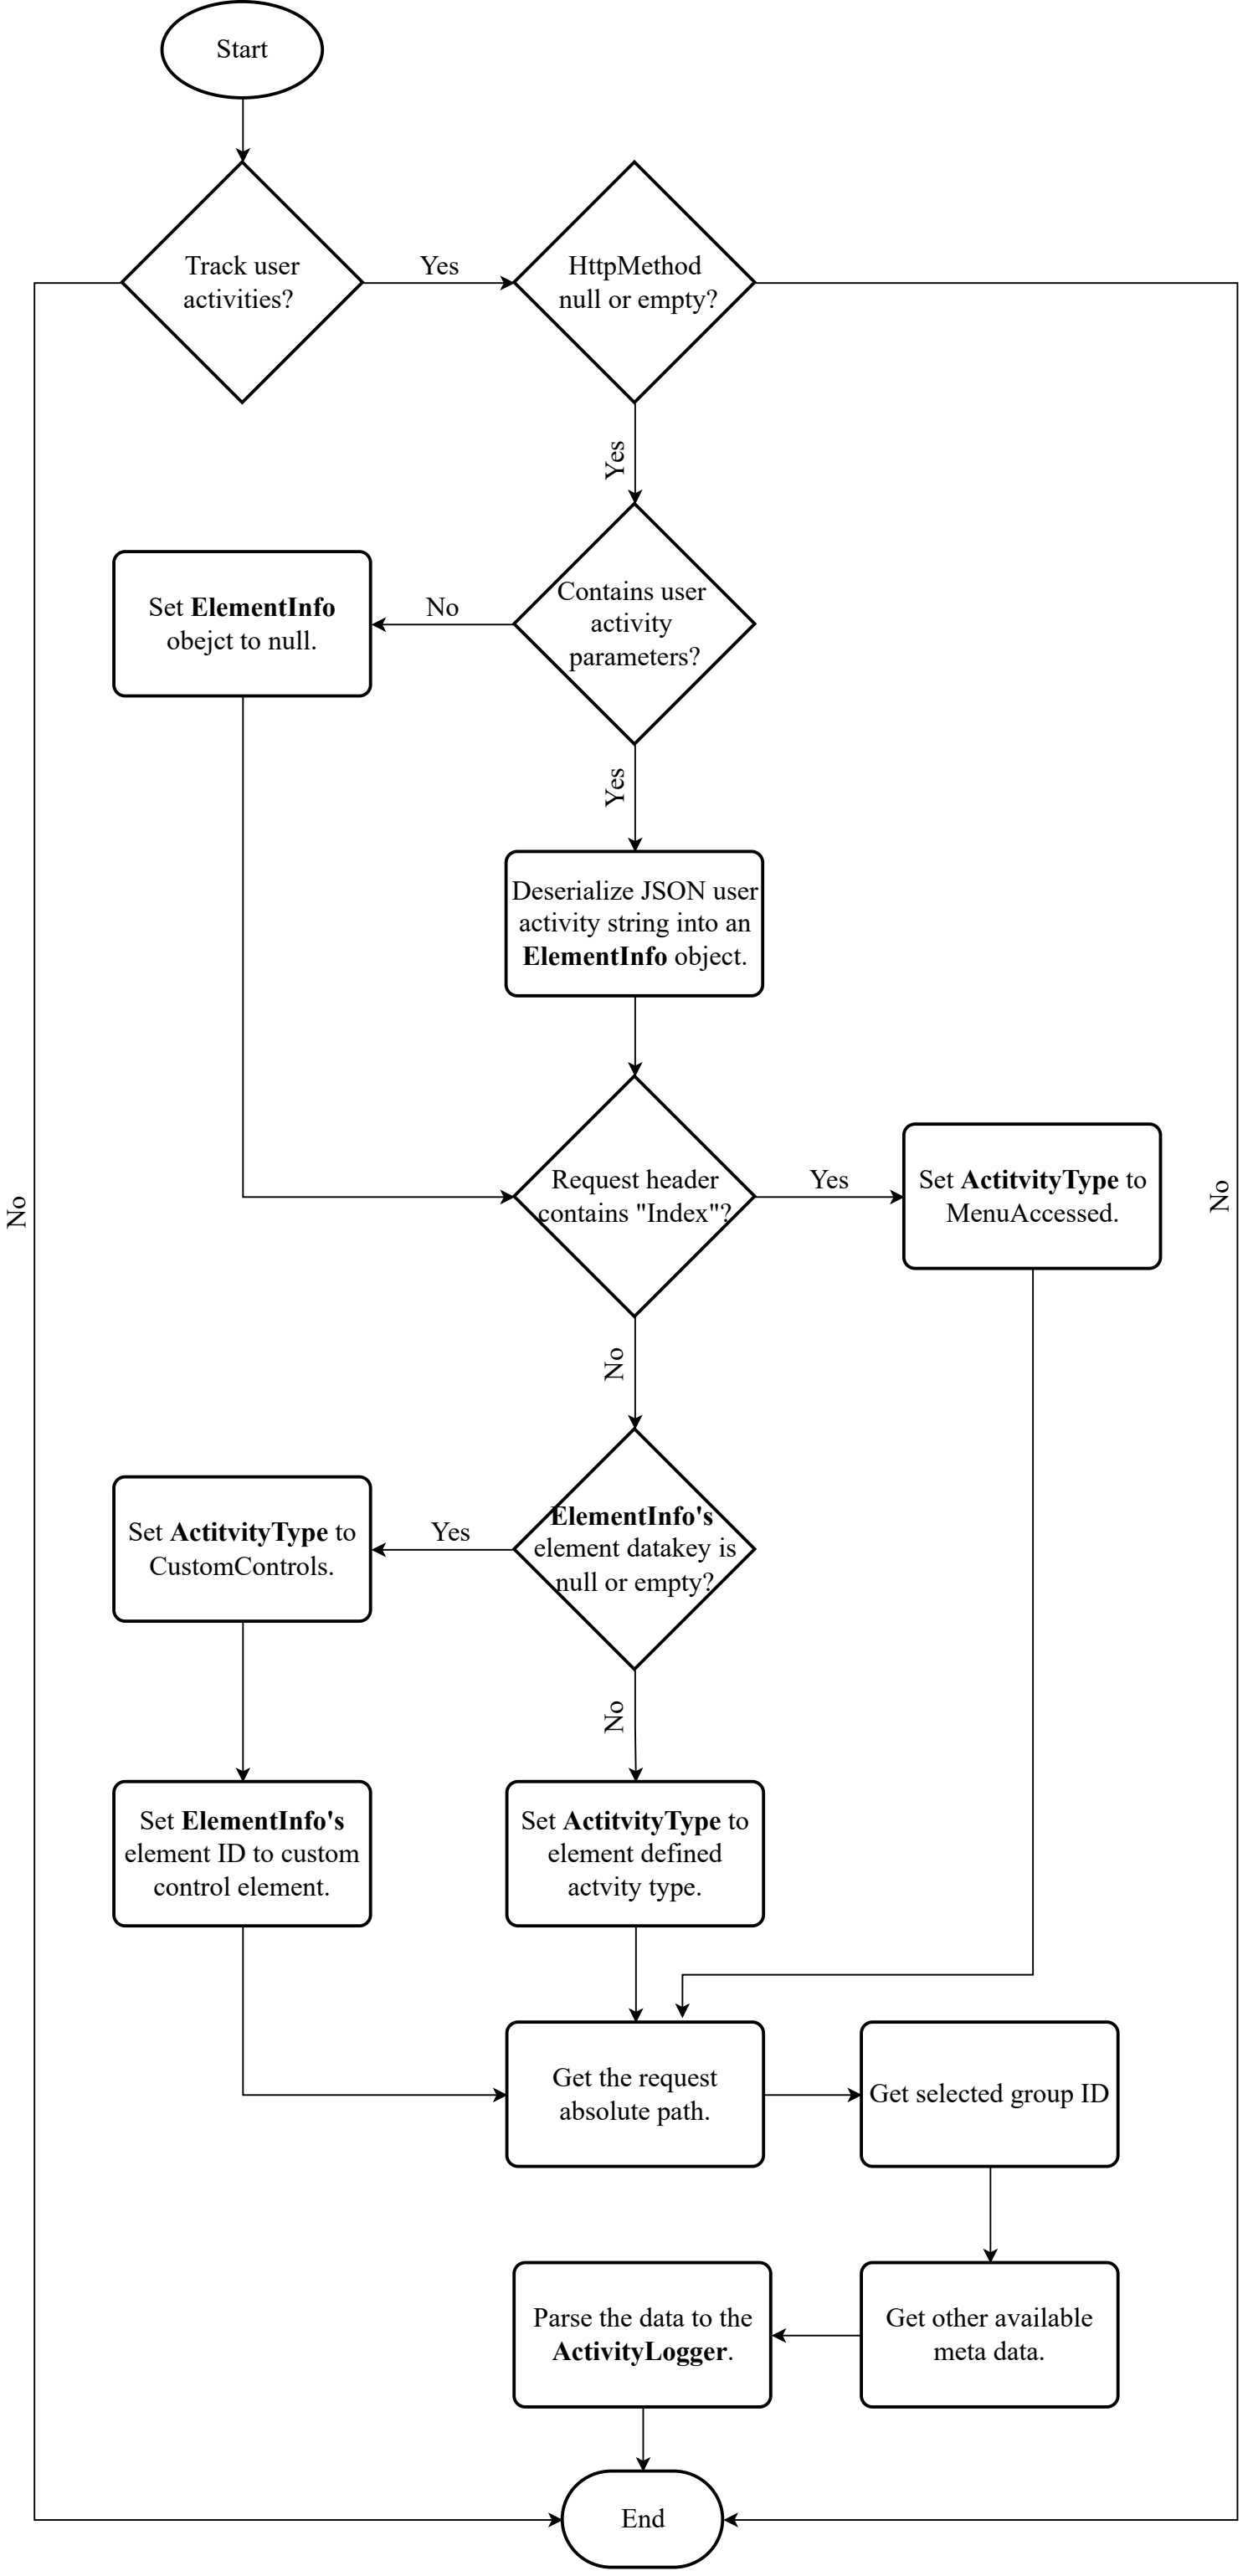 Start
Track user
activities?
Yes
HttpMethod
null or empty?
Yes
Contains user
activity
parameters?
No
Set ElementInfo
obejct to null.
Yes
Deserialize JSON user
activity string into an
ElementInfo object.
Request header
contains "Index"?
Yes
Set ActitvityType to
MenuAccessed.
No
No
No
ElementInfo's
element datakey is
null or empty?
Yes
Set ActitvityType to
CustomControls.
No
Set ElementInfo's
element ID to custom
control element.
Set ActitvityType to
element defined
actvity type.
Get the request
absolute path.
Get selected group ID
Get other available
meta data.
Parse the data to the
ActivityLogger.
End